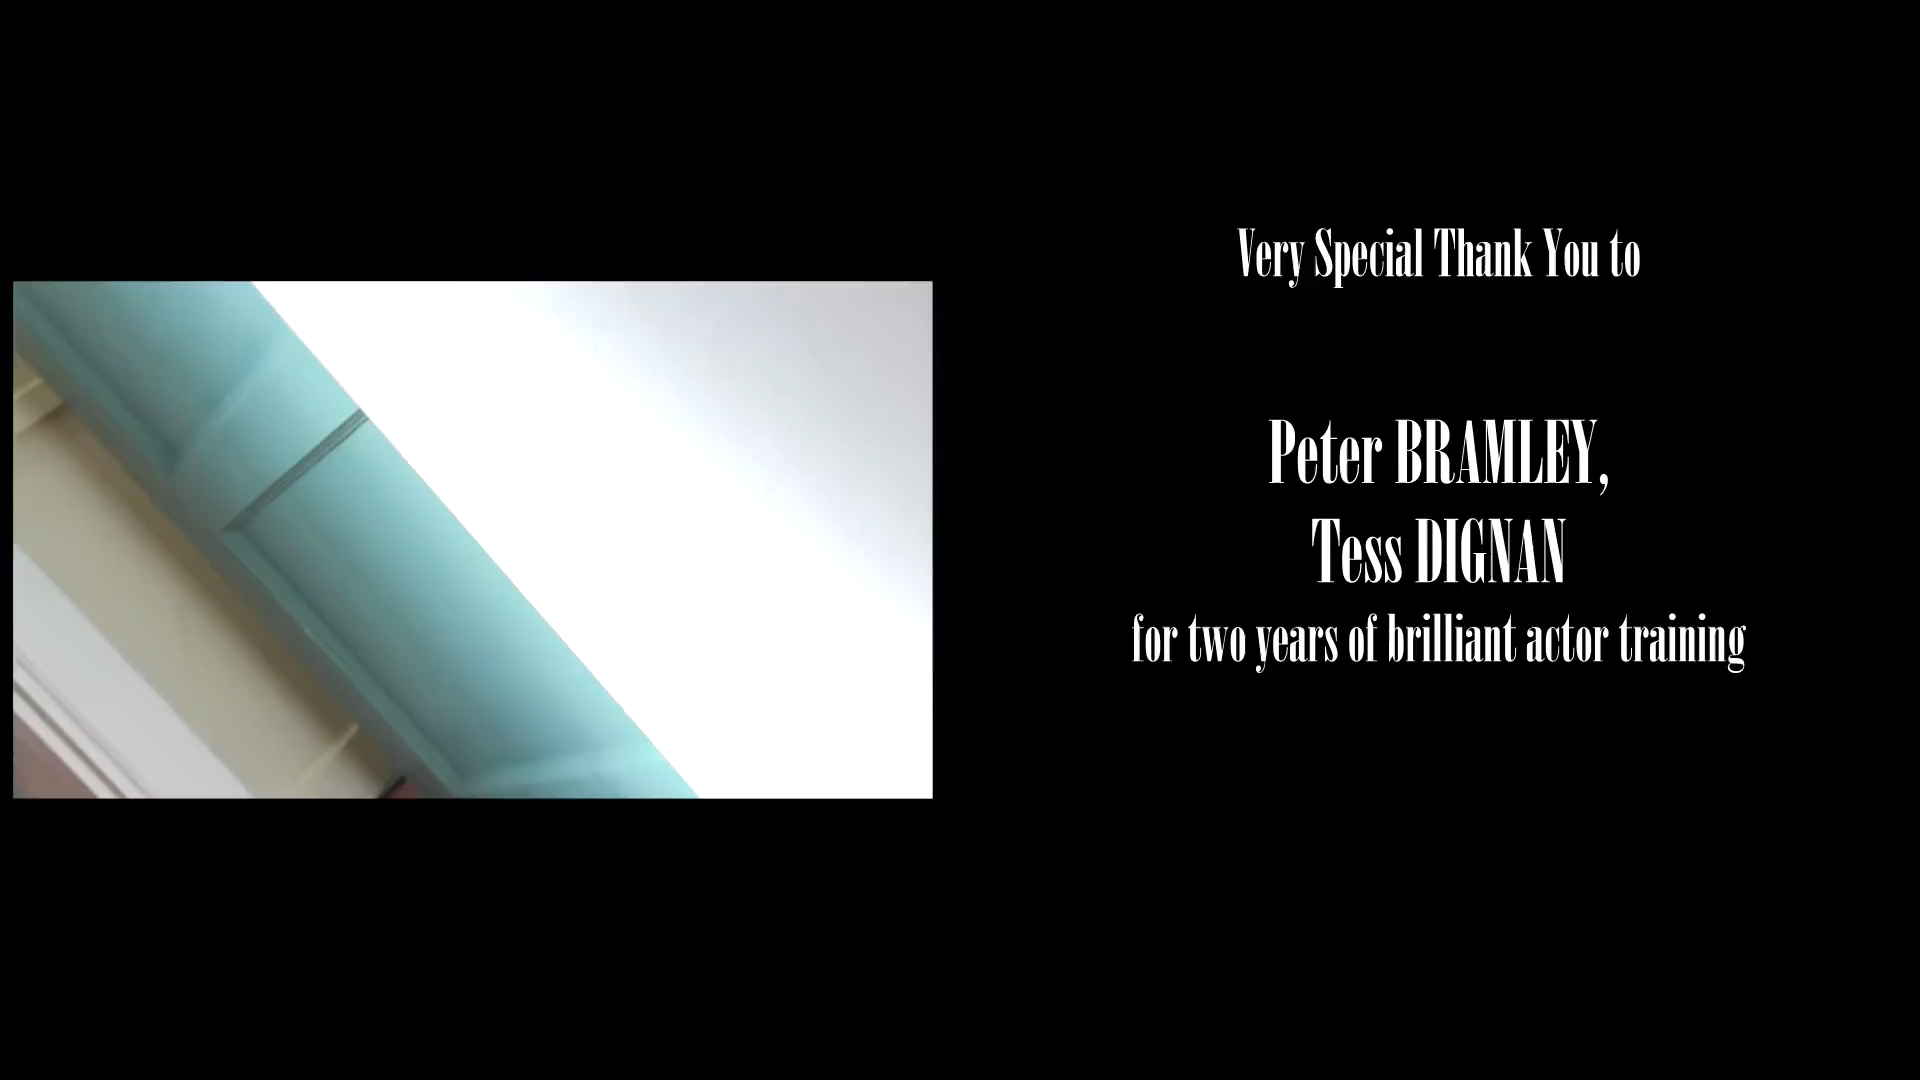 Very Special Thank You to
Peter BRAMLEY,
Tess DIGNAN
for two years of brilliant actor training